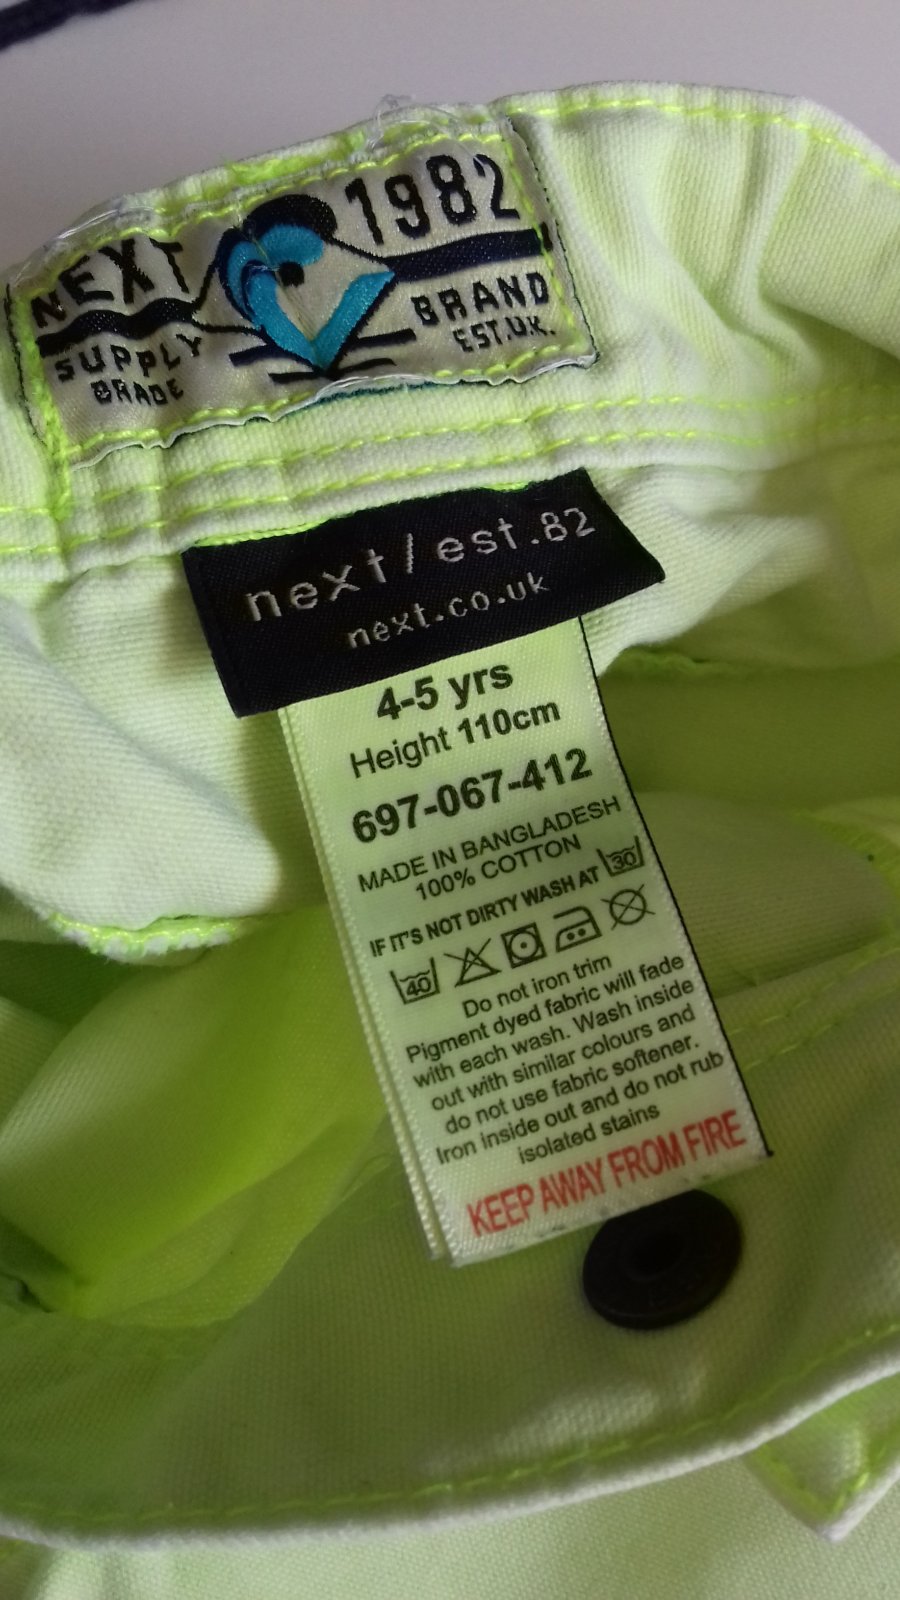 NEXT 1982
SUPPLY BRAND
GRADE EST.U.K.
next/est.82
next.co.uk
4-5 yrs
Height 110cm
697-067-412
MADE IN BANGLADESH
100% COTTON
IF IT'S NOT DIRTY WASH AT 30
40
Do not iron trim
Pigment dyed fabric will fade
with each wash. Wash inside
out with similar colours and
do not use fabric softener.
Iron inside out and do not rub
isolated stains
KEEP AWAY FROM FIRE